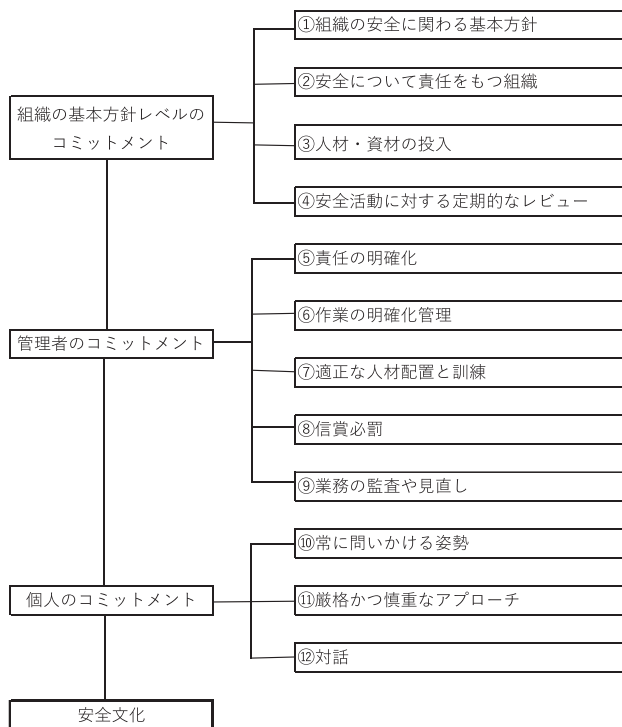 ①組織の安全に関わる基本方針
②安全について責任をもつ組織
組織の基本方針レベルの
コミットメント
③人材・資材の投入
④安全活動に対する定期的なレビュー
⑤責任の明確化
⑥作業の明確化管理
管理者のコミットメント
⑦適正な人材配置と訓練
⑧信賞必罰
⑨業務の監査や見直し
⑩常に問いかける姿勢
個人のコミットメント
⑪厳格かつ慎重なアプローチ
⑫対話
安全文化